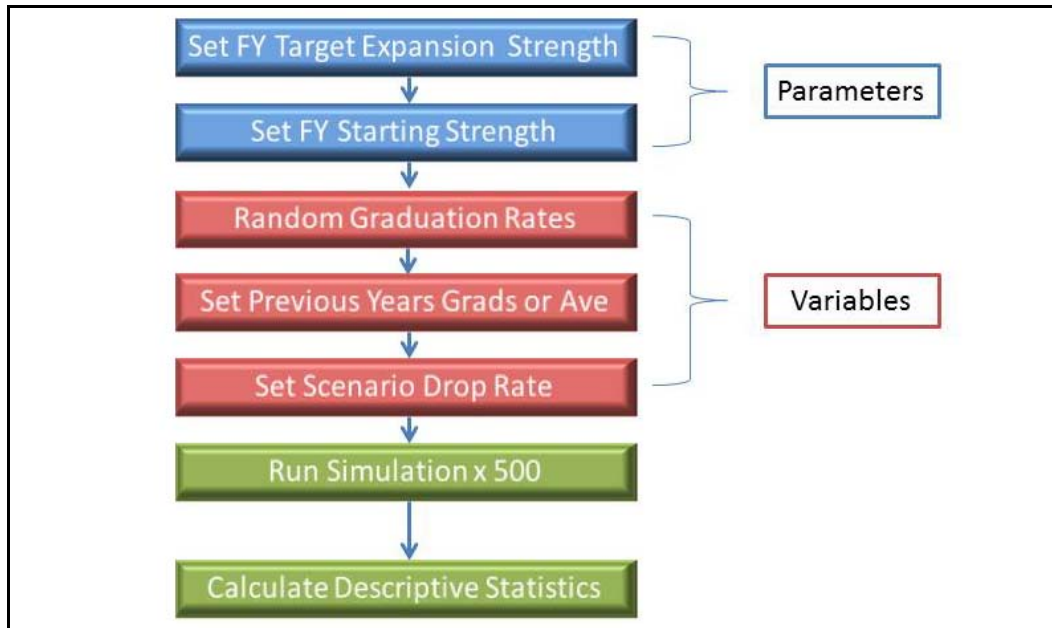 Set FY Target Expansion Strength
Parameters
Set FY Starting Strength
Random Graduation Rates
Set Previous Years Grads or Ave
Variables
Set Scenario Drop Rate
Run Simulation x 500
Calculate Descriptive Statistics